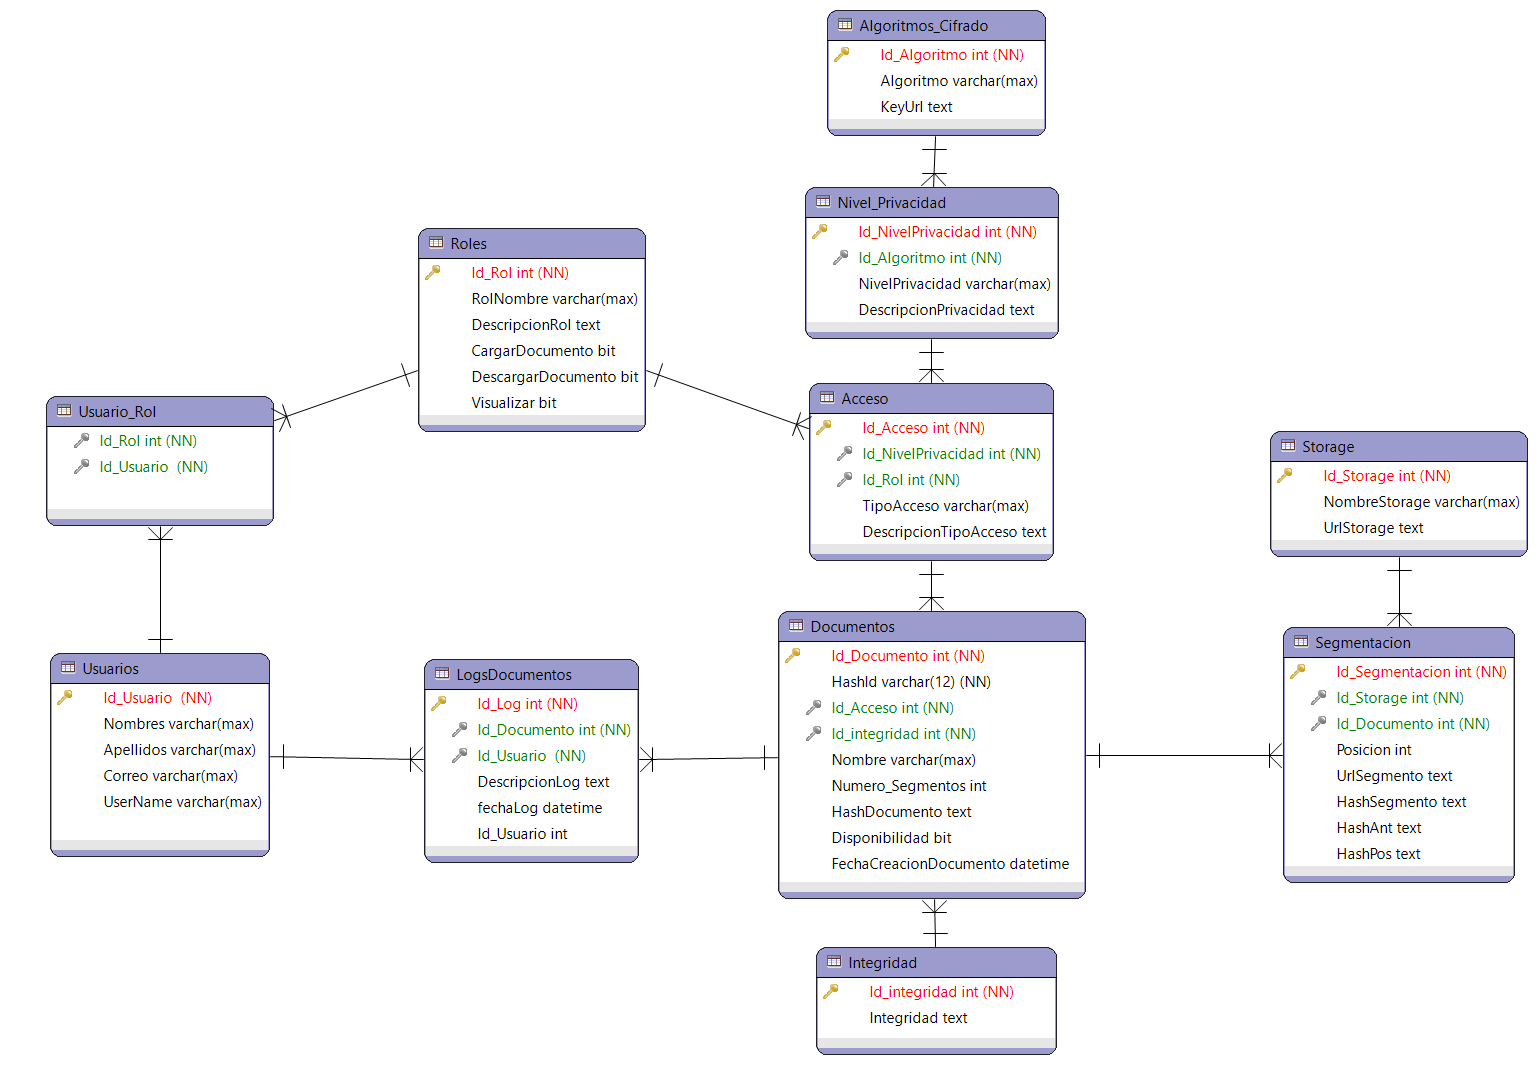 Algoritmos_Cifrado
Id_Algoritmo int (NN)
Algoritmo varchar(max)
KeyUrl text
Nivel_Privacidad
Id_NivelPrivacidad int (NN)
Id_Algoritmo int (NN)
NivelPrivacidad varchar(max)
DescripcionPrivacidad text
Roles
Id_Rol int (NN)
RolNombre varchar(max)
DescripcionRol text
CargarDocumento bit
DescargarDocumento bit
Visualizar bit
Usuario_Rol
Id_Rol int (NN)
Id_Usuario (NN)
Acceso
Id_Acceso int (NN)
Id_NivelPrivacidad int (NN)
Id_Rol int (NN)
TipoAcceso varchar(max)
DescripcionTipoAcceso text
Storage
Id_Storage int (NN)
NombreStorage varchar(max)
UrlStorage text
Usuarios
Id_Usuario (NN)
Nombres varchar(max)
Apellidos varchar(max)
Correo varchar(max)
UserName varchar(max)
LogsDocumentos
Id_Log int (NN)
Id_Documento int (NN)
Id_Usuario (NN)
DescripcionLog text
fechaLog datetime
Id_Usuario int
Documentos
Id_Documento int (NN)
HashId varchar(12) (NN)
Id_Acceso int (NN)
Id_integridad int (NN)
Nombre varchar(max)
Numero_Segmentos int
HashDocumento text
Disponibilidad bit
FechaCreacionDocumento datetime
Segmentacion
Id_Segmentacion int (NN)
Id_Storage int (NN)
Id_Documento int (NN)
Posicion int
UrlSegmento text
HashSegmento text
HashAnt text
HashPos text
Integridad
Id_integridad int (NN)
Integridad text